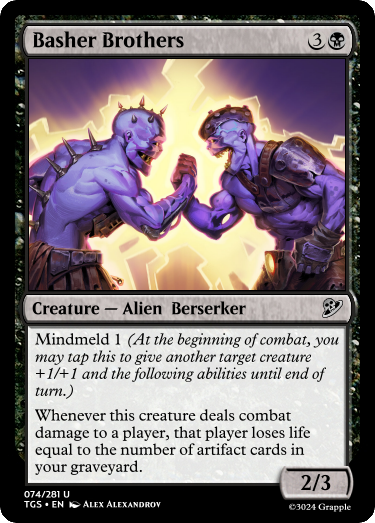 Basher Brothers 3
Creature — Alien Berserker
Mindmeld 1 (At the beginning of combat, you
may tap this to give another target creature
+1/+1 and the following abilities until end of
turn.)
Whenever this creature deals combat
damage to a player, that player loses life
equal to the number of artifact cards in
your graveyard.
2/3
074/281 U
TGS • EN Alex Alexandrov
©3024 Grapple